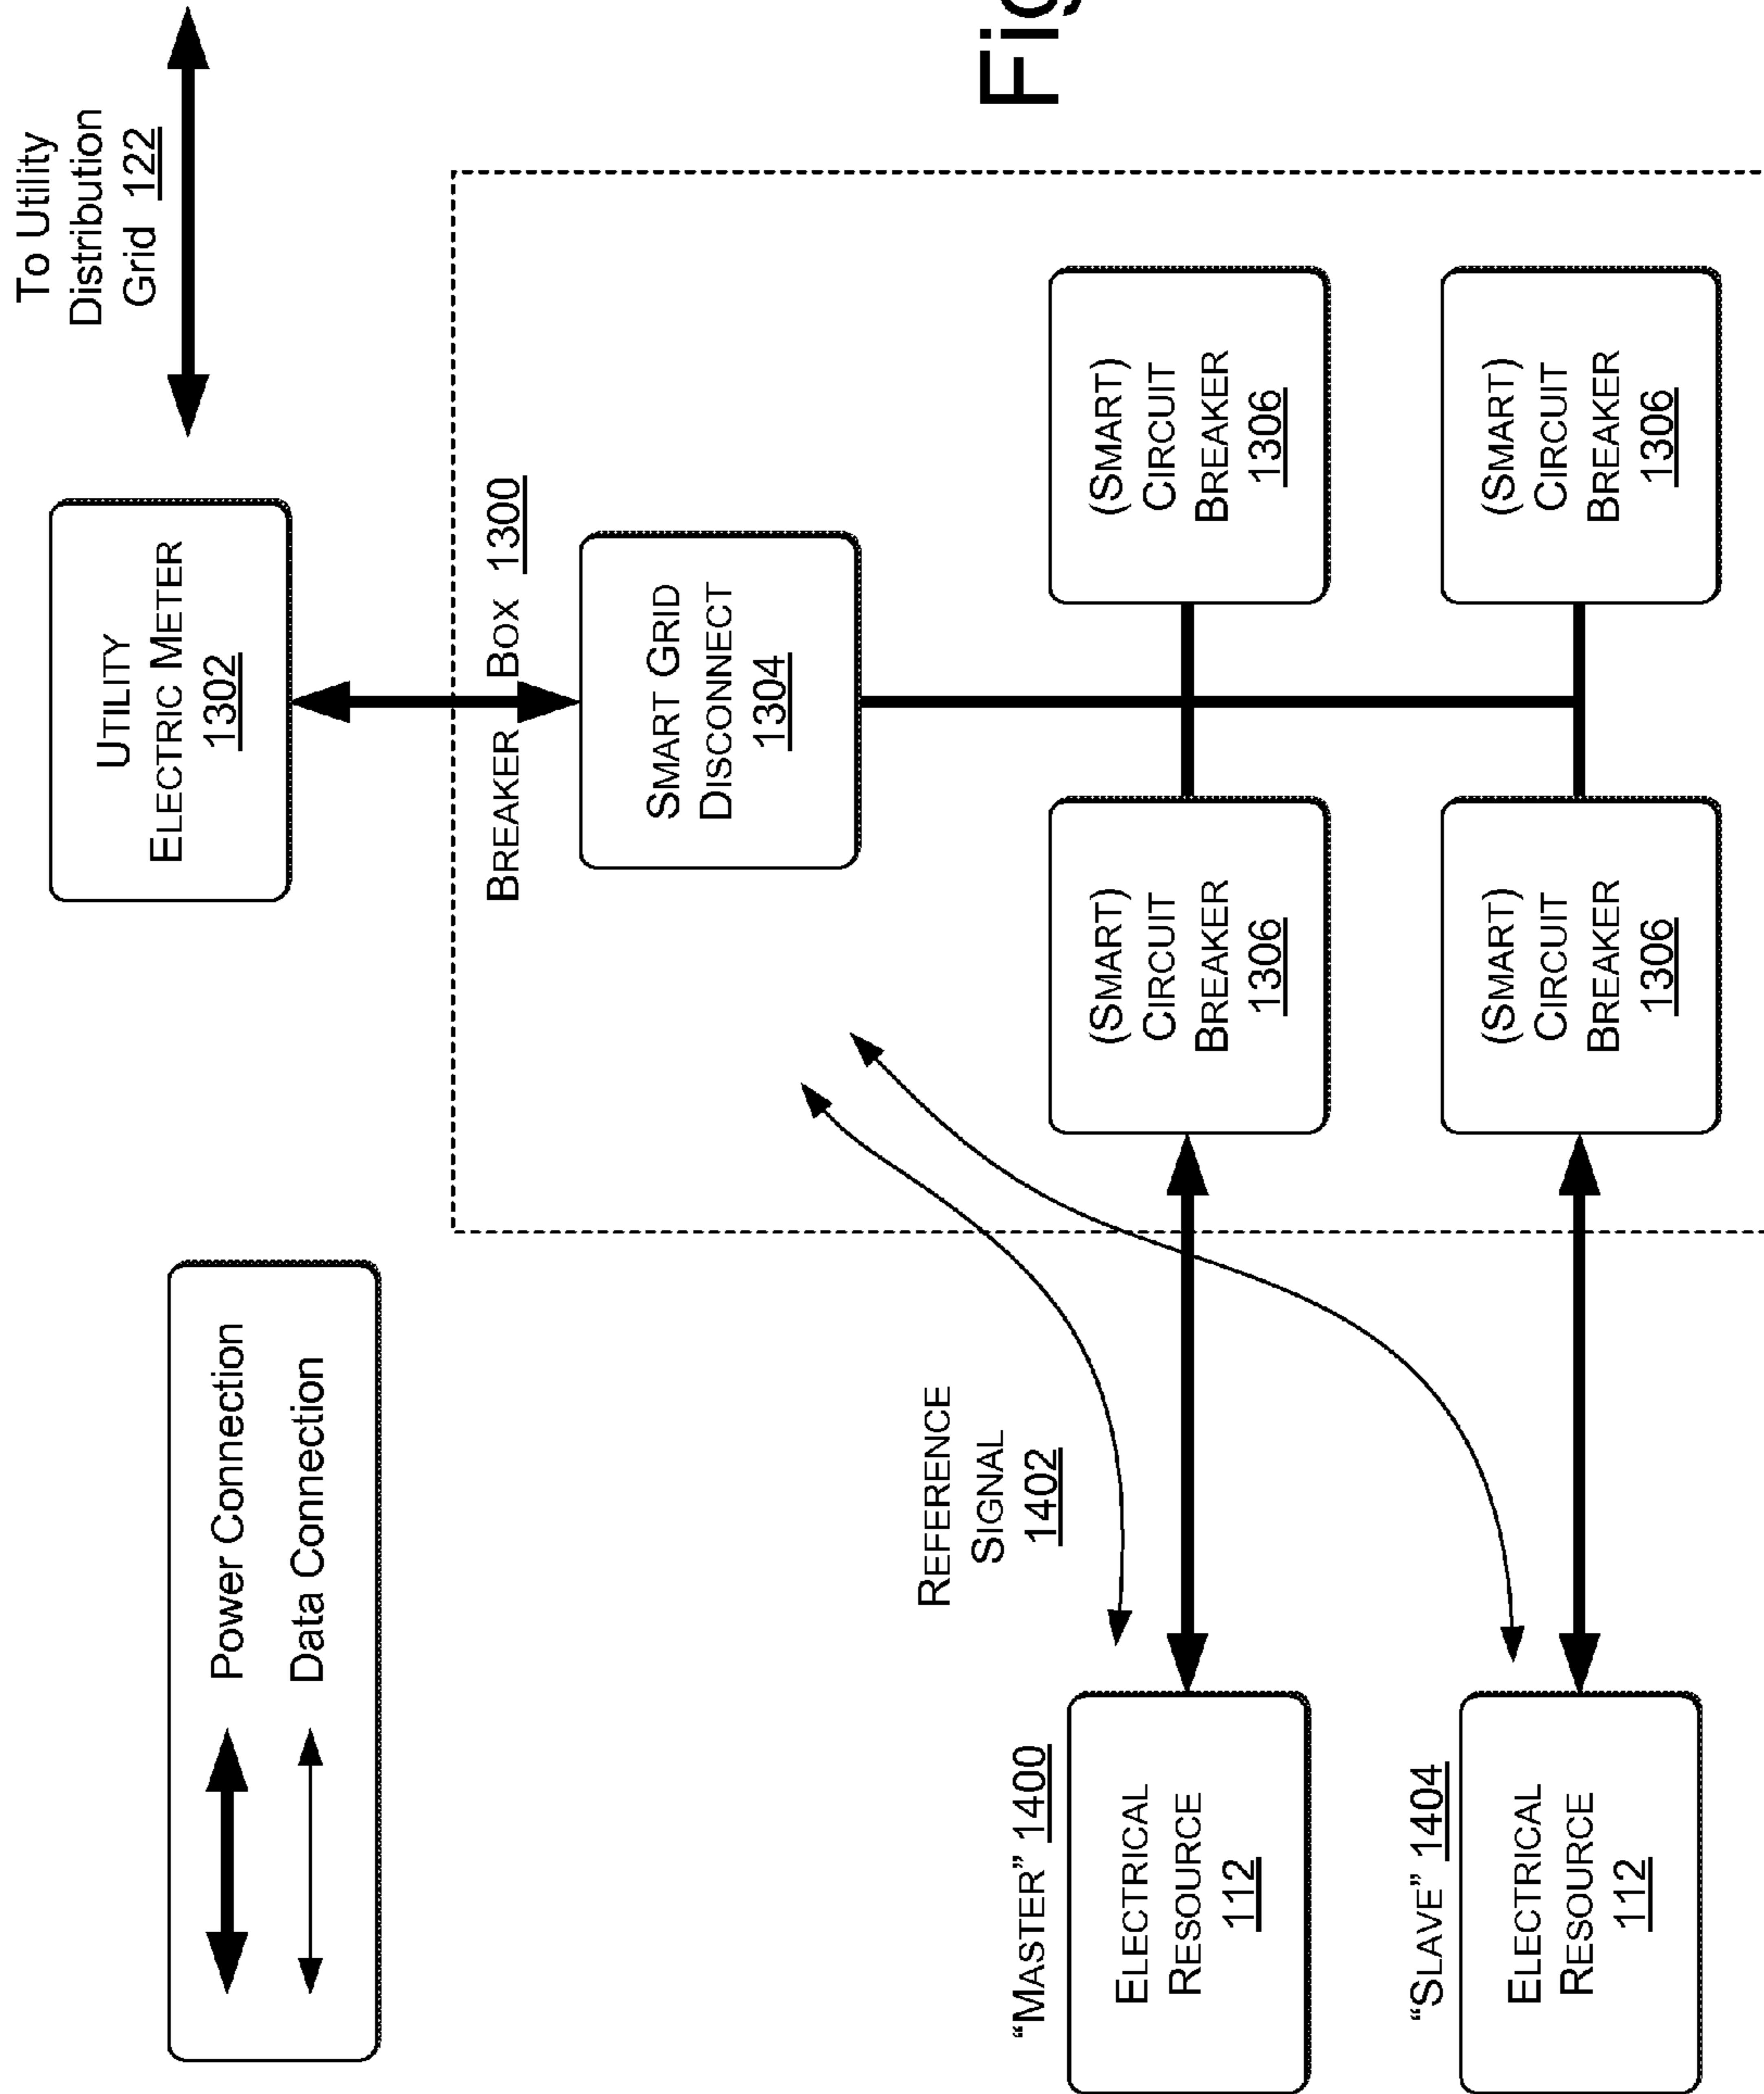 Power Connection
Data Connection
To Utility
Distribution
Grid 122
UTILITY
ELECTRIC METER
1302
BREAKER BOX 1300
SMART GRID
DISCONNECT
1304
REFERENCE
SIGNAL
1402
"MASTER" 1400
ELECTRICAL
RESOURCE
112
(SMART)
CIRCUIT
BREAKER
1306
(SMART)
CIRCUIT
BREAKER
1306
"SLAVE" 1404
ELECTRICAL
RESOURCE
112
(SMART)
CIRCUIT
BREAKER
1306
(SMART)
CIRCUIT
BREAKER
1306
Fig